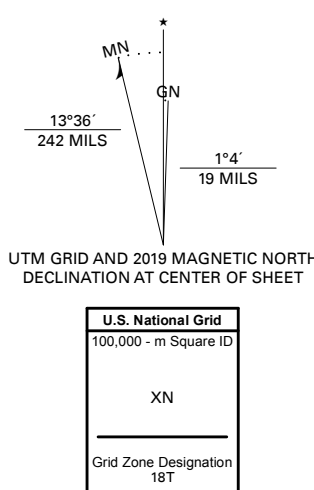 ★
MN
GN
13°36´
242 MILS
1°4´
19 MILS
UTM GRID AND 2019 MAGNETIC NORTH
DECLINATION AT CENTER OF SHEET
U.S. National Grid
100,000 - m Square ID
XN
Grid Zone Designation
18T